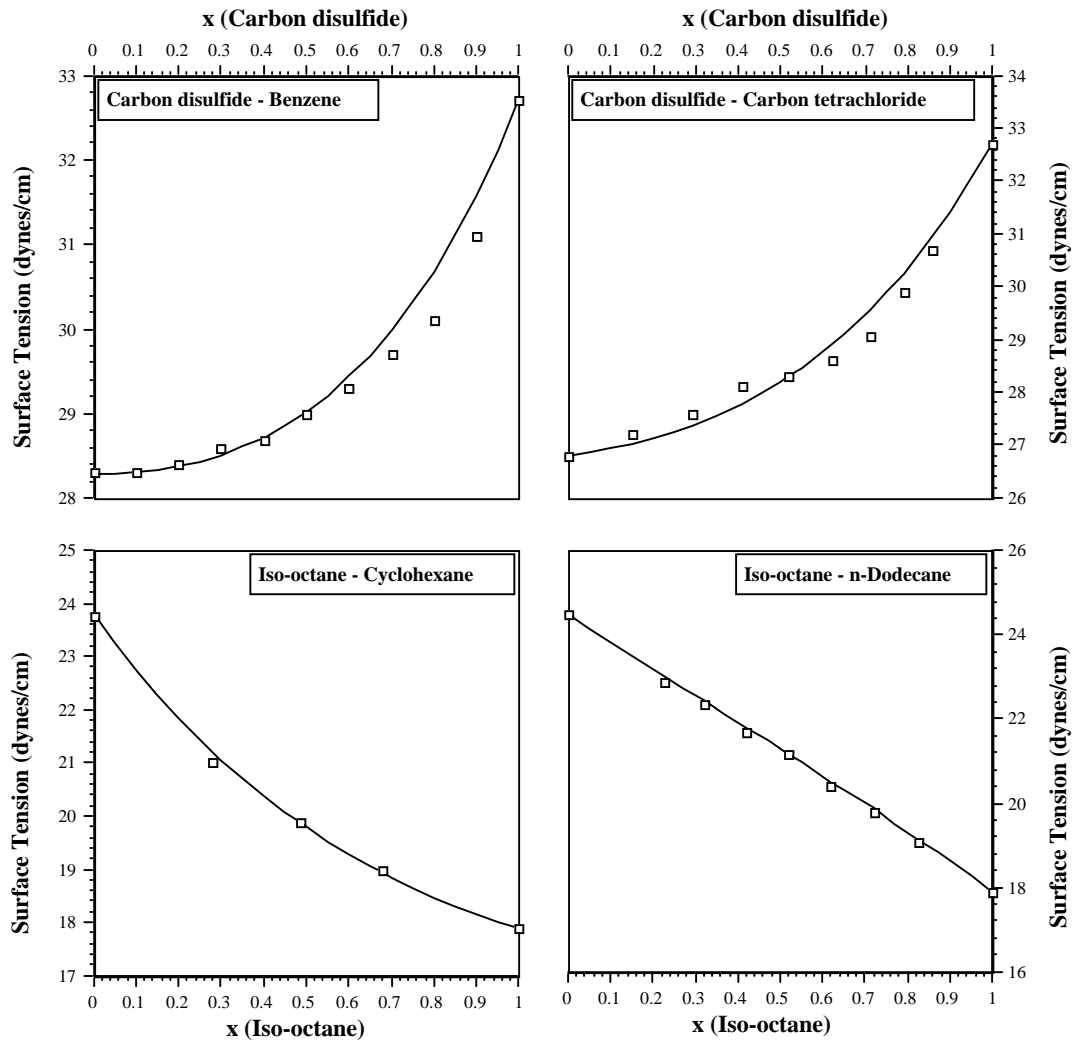 x (Carbon disulfide)
x (Carbon disulfide)
0 0.1 0.2 0.3 0.4 0.5 0.6 0.7 0.8 0.9 1
0 0.1 0.2 0.3 0.4 0.5 0.6 0.7 0.8 0.9 1
Carbon disulfide - Benzene
Carbon disulfide - Carbon tetrachloride
Surface Tension (dynes/cm)
33
32
31
30
29
28
34
33
32
31
30
29
28
27
26
Surface Tension (dynes/cm)
Iso-octane - Cyclohexane
Iso-octane - n-Dodecane
Surface Tension (dynes/cm)
25
24
23
22
21
20
19
18
17
26
24
22
20
18
16
Surface Tension (dynes/cm)
0 0.1 0.2 0.3 0.4 0.5 0.6 0.7 0.8 0.9 1
0 0.1 0.2 0.3 0.4 0.5 0.6 0.7 0.8 0.9 1
x (Iso-octane)
x (Iso-octane)